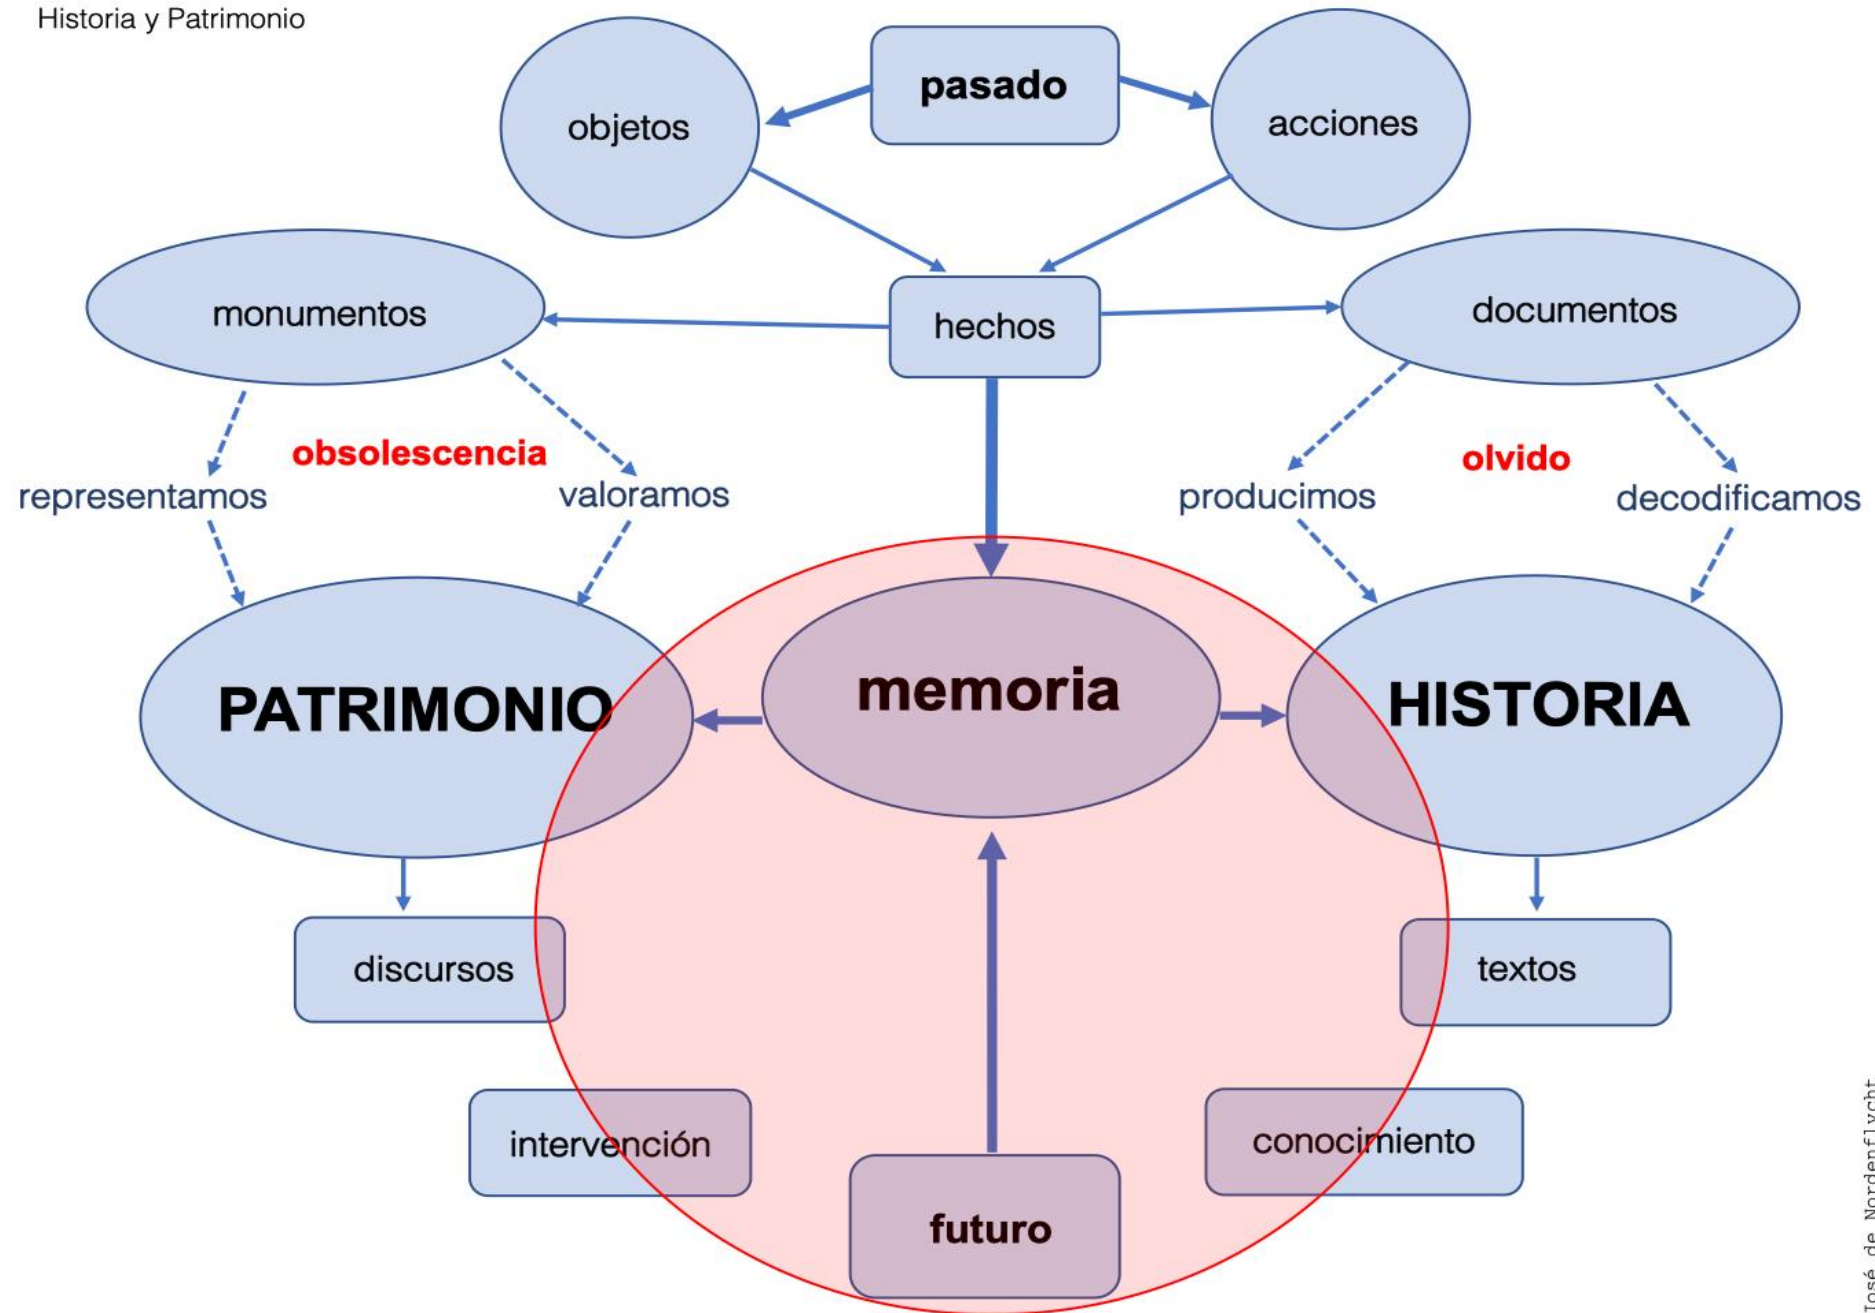 Historia y Patrimonio
pasado
objetos
acciones
monumentos
hechos
documentos
obsolescencia
olvido
representamos
valoramos
producimos
decodificamos
PATRIMONIO
memoria
HISTORIA
discursos
textos
intervención
conocimiento
futuro
José de Nordenflycht